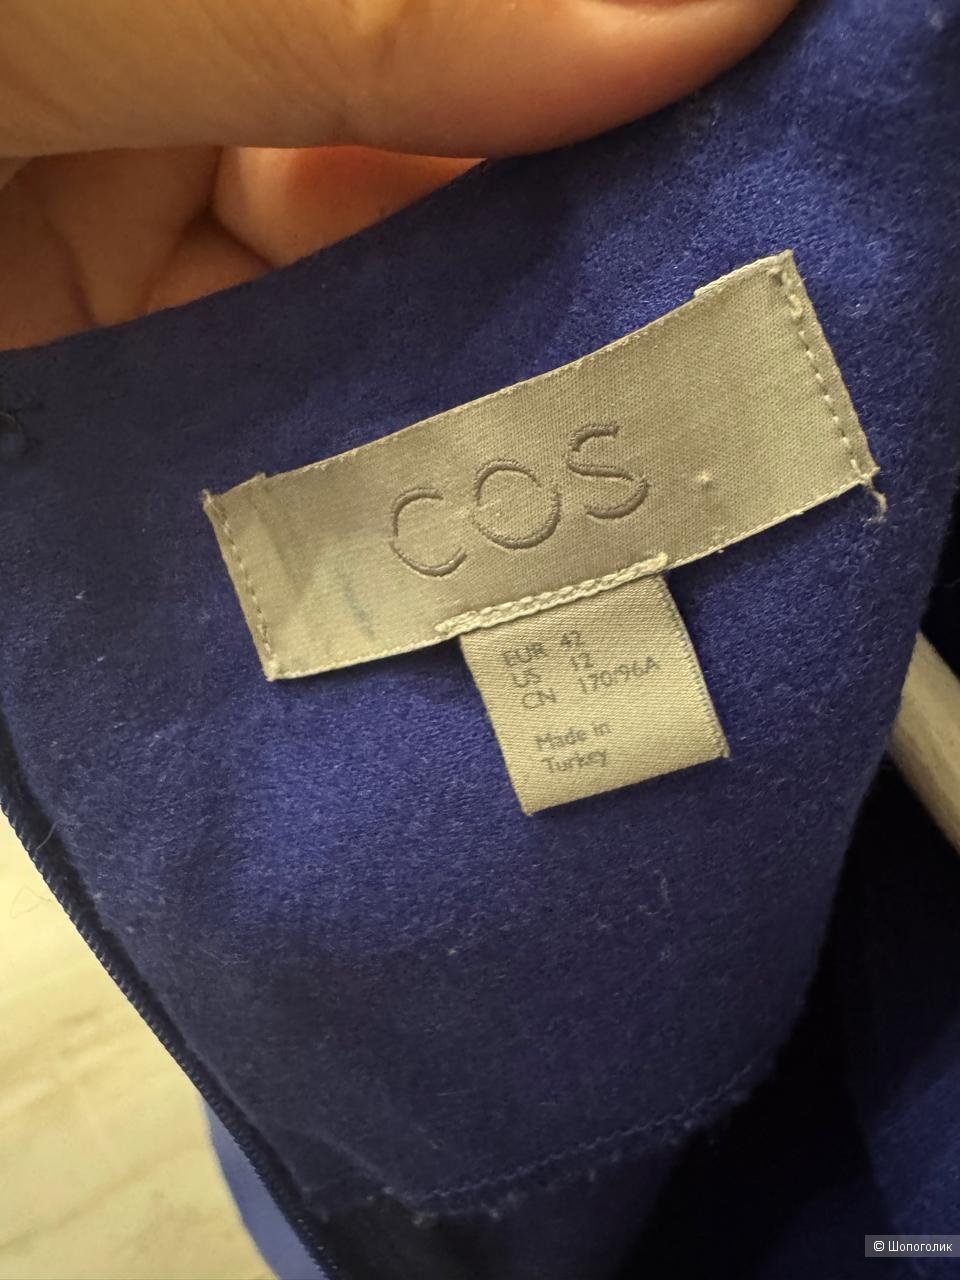 COS
EUR 42
US 12
CN 170/96A
Made in
Turkey
© Шопоголик